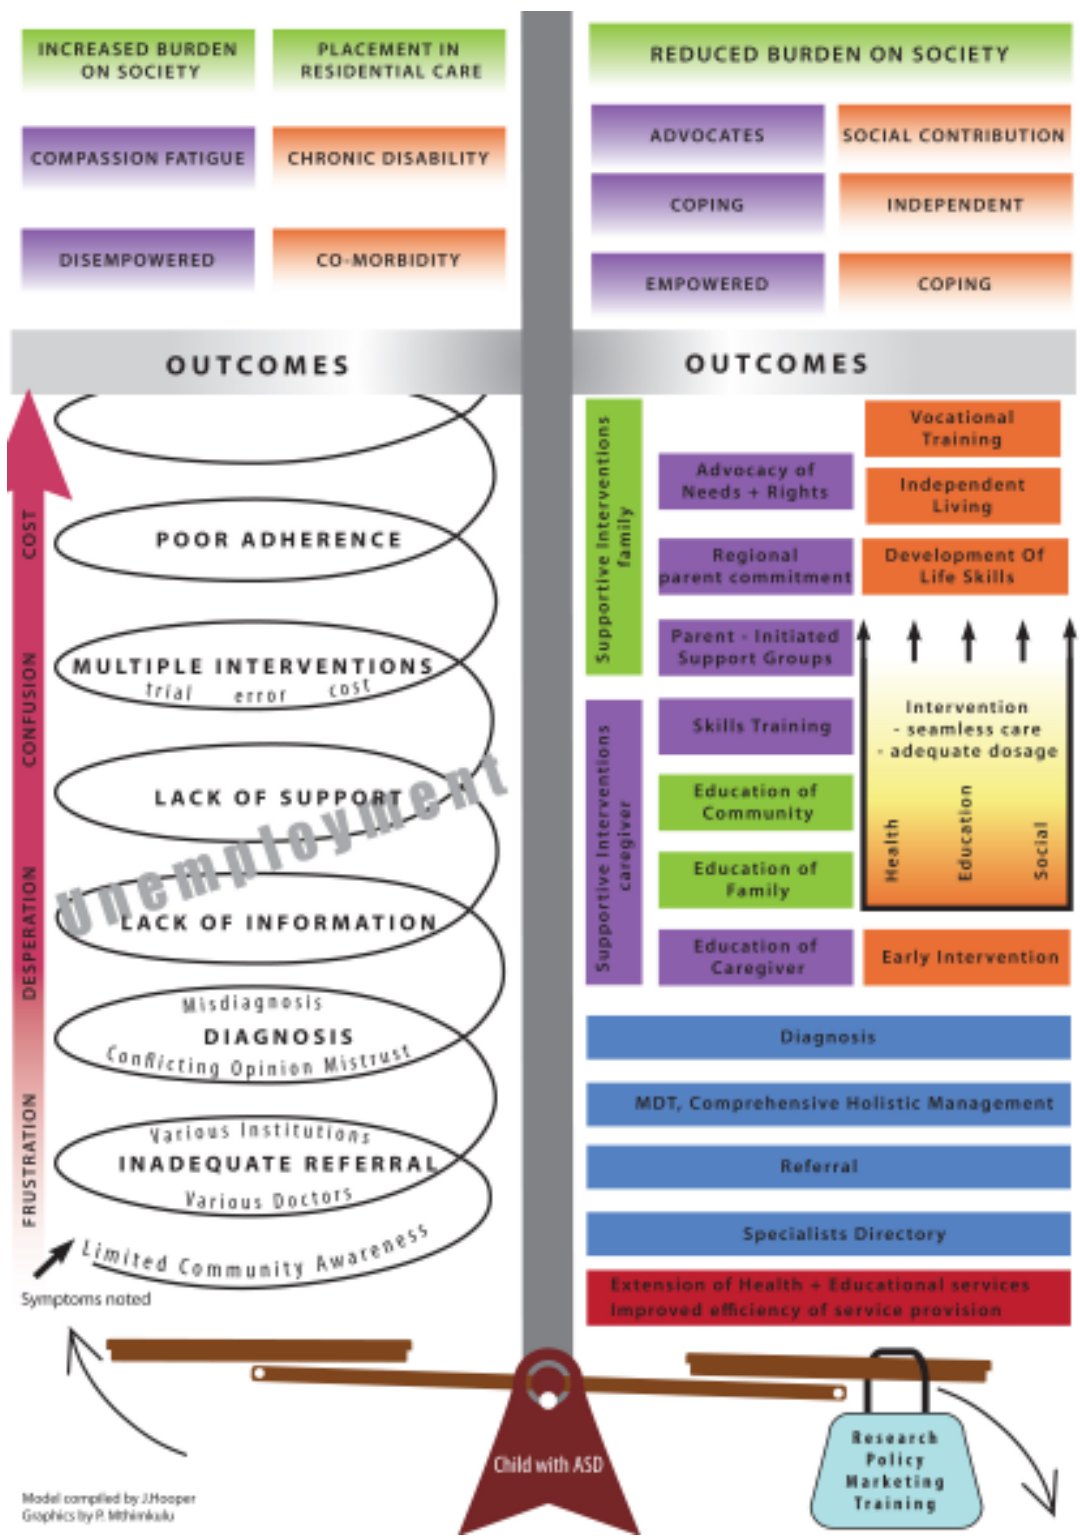 INCREASED BURDEN
ON SOCIETY
PLACEMENT IN
RESIDENTIAL CARE
COMPASSION FATIGUE
CHRONIC DISABILITY
DISEMPOWERED
CO-MORBIDITY
OUTCOMES
POOR ADHERENCE
MULTIPLE INTERVENTIONS
trial error cost
LACK OF SUPPORT
Unemployment
LACK OF INFORMATION
Misdiagnosis
DIAGNOSIS
Conflicting Opinion Mistrust
Various Institutions
INADEQUATE REFERRAL
Various Doctors
Limited Community Awareness
Symptoms noted
COST
CONFUSION
DESPERATION
FRUSTRATION
REDUCED BURDEN ON SOCIETY
ADVOCATES
SOCIAL CONTRIBUTION
COPING
INDEPENDENT
EMPOWERED
COPING
OUTCOMES
Supportive Interventions
family
Supportive Interventions
caregiver
Advocacy of
Needs + Rights
Regional
parent commitment
Parent - Initiated
Support Groups
Skills Training
Education of
Community
Education of
Family
Education of
Caregiver
Vocational
Training
Independent
Living
Development Of
Life Skills
Intervention
- seamless care
- adequate dosage
Health
Education
Social
Early Intervention
Diagnosis
MDT, Comprehensive Holistic Management
Referral
Specialists Directory
Extension of Health + Educational services
Improved efficiency of service provision
Child with ASD
Research
Policy
Marketing
Training
Model compiled by J.Hooper
Graphics by P. Mthimkulu